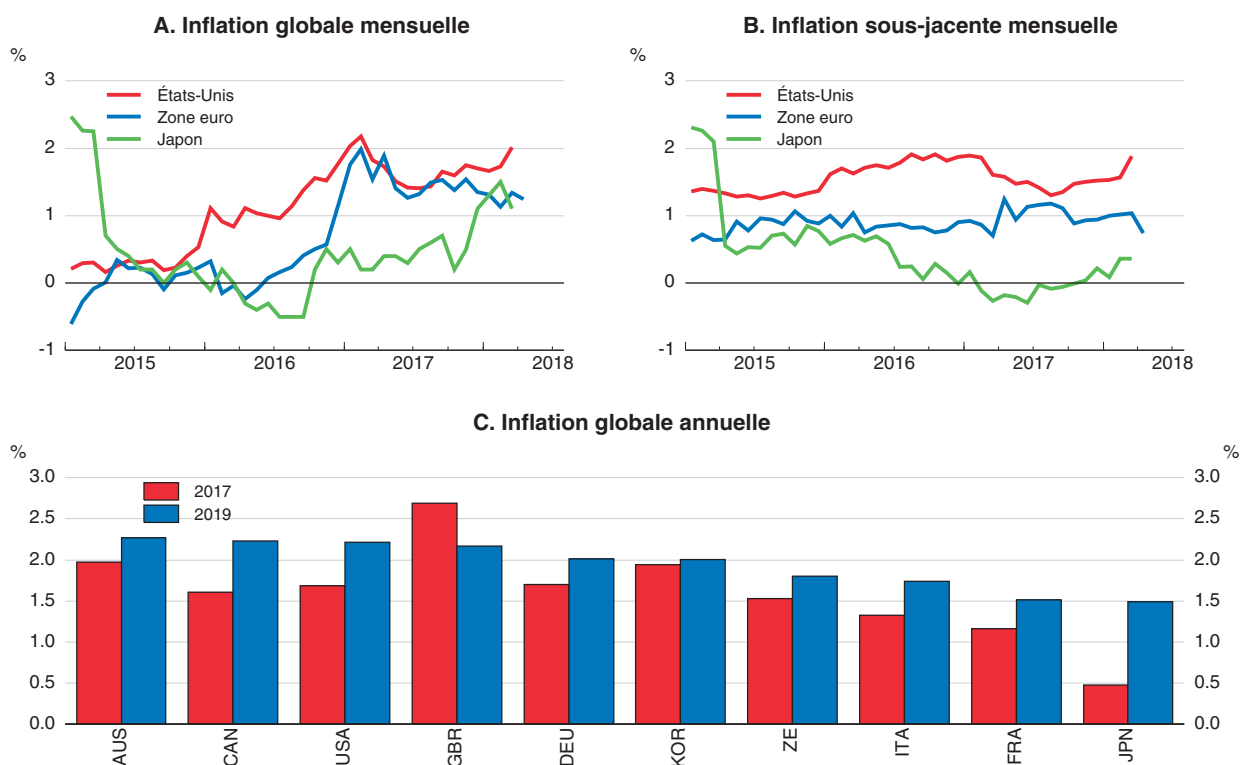 A. Inflation globale mensuelle
%
3
2
1
0
-1
États-Unis
Zone euro
Japon
2015
2016
2017
2018
B. Inflation sous-jacente mensuelle
%
3
2
1
0
-1
États-Unis
Zone euro
Japon
2015
2016
2017
2018
C. Inflation globale annuelle
%
%
3.0
2.5
2.0
1.5
1.0
0.5
0.0
2017
2019
3.0
2.5
2.0
1.5
1.0
0.5
0.0
AUS
CAN
USA
GBR
DEU
KOR
ZE
ITA
FRA
JPN